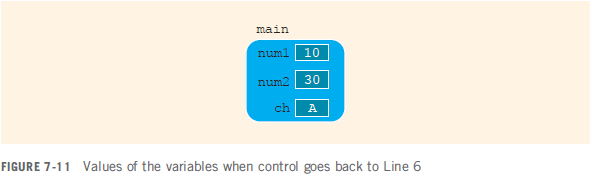 main
num1 10
num2 30
ch A
FIGURE 7-11 Values of the variables when control goes back to Line 6